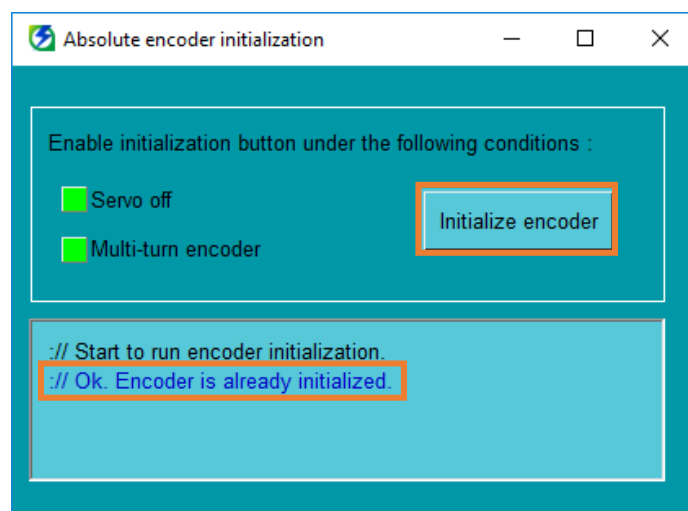 Absolute encoder initialization
Enable initialization button under the following conditions :
Servo off
Initialize encoder
Multi-turn encoder
:// Start to run encoder initialization.
:// Ok. Encoder is already initialized.